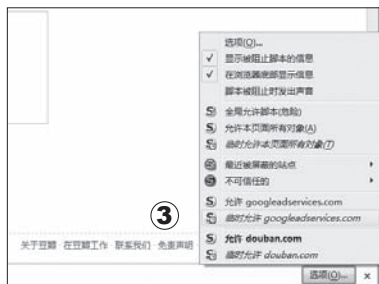 选项(O)...
显示被阻止脚本的信息
在浏览器底部显示信息
脚本被阻止时发出声音
全局允许脚本(危险)
允许本页面所有对象(A)
临时允许本页面所有对象(T)
最近被屏蔽的站点
不可信任的
允许 googleadservices.com
临时允许 googleadservices.com
允许 douban.com
临时允许 douban.com
③
关于豆瓣 · 在豆瓣工作 · 联系我们 · 免责声明
选项(O)... ×